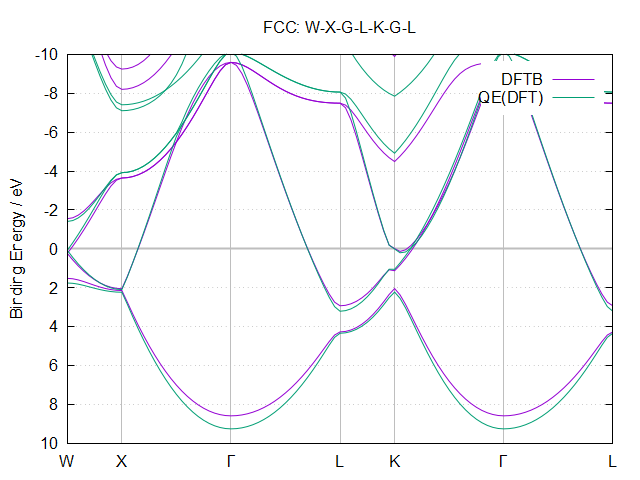 FCC: W-X-G-L-K-G-L
-10
-8
-6
-4
-2
0
2
4
6
8
10
Binding Energy / eV
DFTB
QE(DFT)
W X Γ L K Γ L